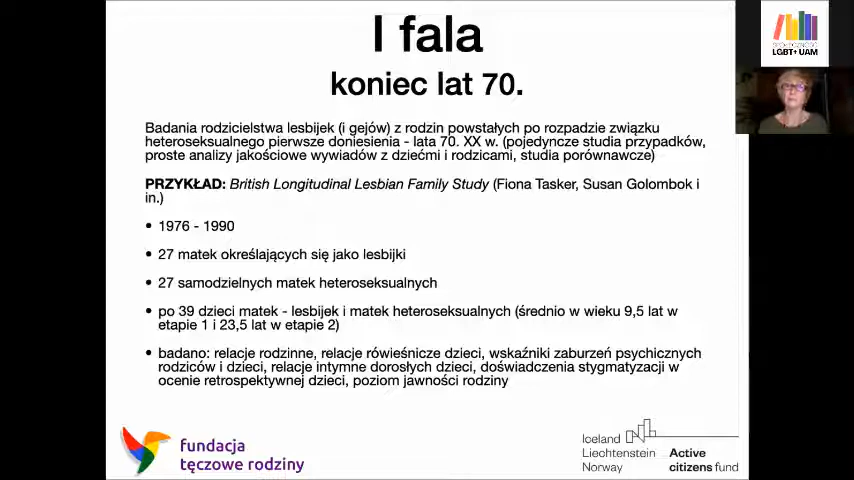 I fala
koniec lat 70.
Badania rodzicielstwa lesbijek (i gejów) z rodzin powstałych po rozpadzie związku
heteroseksualnego pierwsze doniesienia - lata 70. XX w. (pojedyncze studia przypadków,
proste analizy jakościowe wywiadów z dziećmi i rodzicami, studia porównawcze)
PRZYKŁAD: British Longitudinal Lesbian Family Study (Fiona Tasker, Susan Golombok i
in.)
• 1976 - 1990
• 27 matek określających się jako lesbijki
• 27 samodzielnych matek heteroseksualnych
• po 39 dzieci matek - lesbijek i matek heteroseksualnych (średnio w wieku 9,5 lat w
etapie 1 i 23,5 lat w etapie 2)
• badano: relacje rodzinne, relacje rówieśnicze dzieci, wskaźniki zaburzeń psychicznych
rodziców i dzieci, relacje intymne dorosłych dzieci, doświadczenia stygmatyzacji w
ocenie retrospektywnej dzieci, poziom jawności rodziny
fundacja
tęczowe rodziny
Iceland
Liechtenstein
Norway
Active
citizens fund
SPOŁECZNOŚĆ
LGBT+ UAM